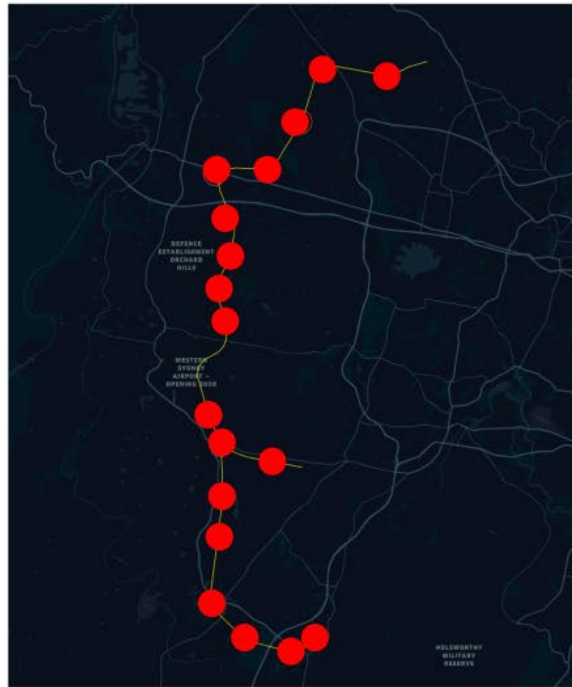 DEFENCE
ESTABLISHMENT
ORCHARD
HILLS
WESTERN
SYDNEY
AIRPORT –
OPENING 2026
HOLSWORTHY
MILITARY
RESERVE